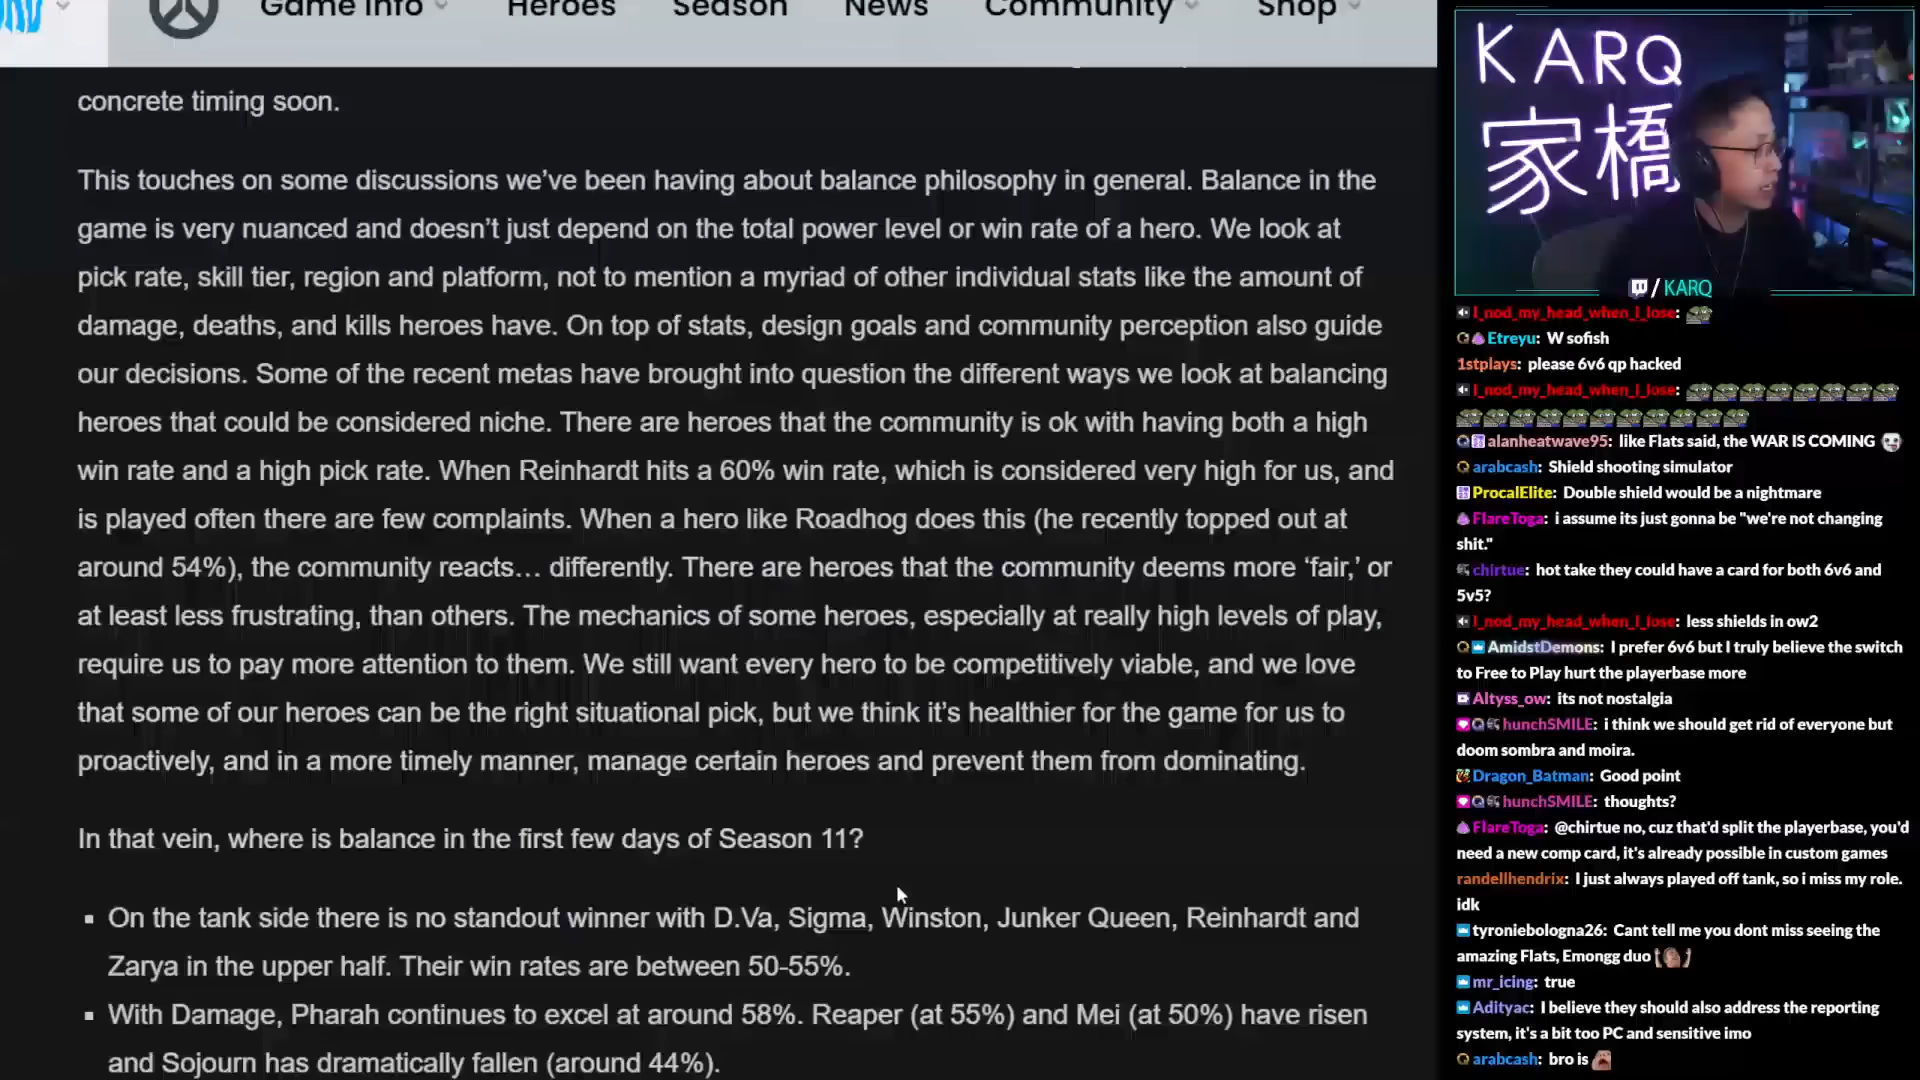 Game Info
Heroes
Season
News
Community
Shop
concrete timing soon.
This touches on some discussions we’ve been having about balance philosophy in general. Balance in the
game is very nuanced and doesn’t just depend on the total power level or win rate of a hero. We look at
pick rate, skill tier, region and platform, not to mention a myriad of other individual stats like the amount of
damage, deaths, and kills heroes have. On top of stats, design goals and community perception also guide
our decisions. Some of the recent metas have brought into question the different ways we look at balancing
heroes that could be considered niche. There are heroes that the community is ok with having both a high
win rate and a high pick rate. When Reinhardt hits a 60% win rate, which is considered very high for us, and
is played often there are few complaints. When a hero like Roadhog does this (he recently topped out at
around 54%), the community reacts… differently. There are heroes that the community deems more ‘fair,’ or
at least less frustrating, than others. The mechanics of some heroes, especially at really high levels of play,
require us to pay more attention to them. We still want every hero to be competitively viable, and we love
that some of our heroes can be the right situational pick, but we think it’s healthier for the game for us to
proactively, and in a more timely manner, manage certain heroes and prevent them from dominating.
In that vein, where is balance in the first few days of Season 11?
▪ On the tank side there is no standout winner with D.Va, Sigma, Winston, Junker Queen, Reinhardt and
Zarya in the upper half. Their win rates are between 50-55%.
▪ With Damage, Pharah continues to excel at around 58%. Reaper (at 55%) and Mei (at 50%) have risen
and Sojourn has dramatically fallen (around 44%).
KARQ
家橋
/ KARQ
I_nod_my_head_when_I_lose:
Etreyu: W sofish
1stplays: please 6v6 qp hacked
I_nod_my_head_when_I_lose:
alanheatwave95: like Flats said, the WAR IS COMING
arabcash: Shield shooting simulator
ProcalElite: Double shield would be a nightmare
FlareToga: i assume its just gonna be "we're not changing
shit."
chirtue: hot take they could have a card for both 6v6 and
5v5?
I_nod_my_head_when_I_lose: less shields in ow2
AmidstDemons: I prefer 6v6 but I truly believe the switch
to Free to Play hurt the playerbase more
Altyss_ow: its not nostalgia
hunchSMILE: i think we should get rid of everyone but
doom sombra and moira.
Dragon_Batman: Good point
hunchSMILE: thoughts?
FlareToga: @chirtue no, cuz that'd split the playerbase, you'd
need a new comp card, it's already possible in custom games
randellhendrix: I just always played off tank, so i miss my role.
idk
tyroniebologna26: Cant tell me you dont miss seeing the
amazing Flats, Emongg duo
mr_icing: true
Adityac: I believe they should also address the reporting
system, it's a bit too PC and sensitive imo
arabcash: bro is